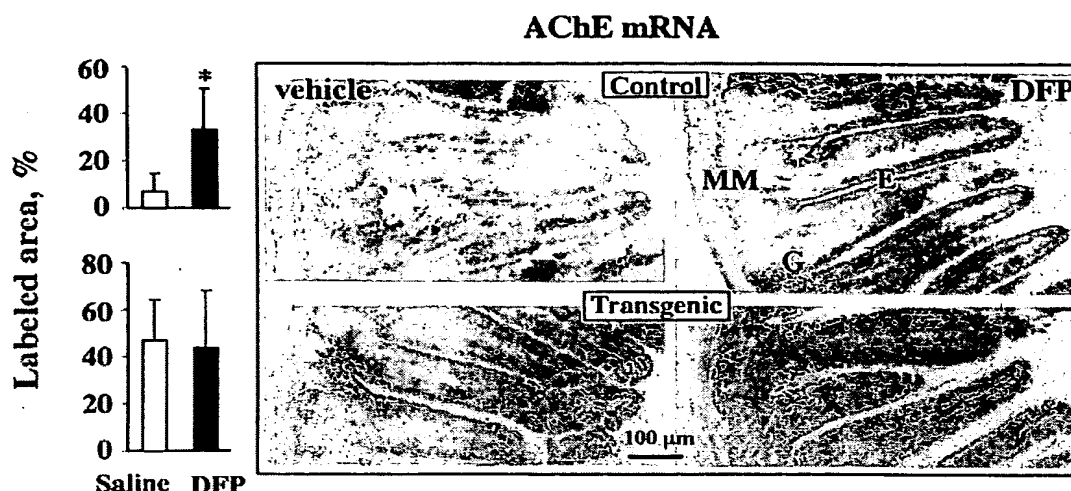 AChE mRNA
Labeled area, %
60
40
20
0
*
80
60
40
20
0
Saline DFP
vehicle
Control
DFP
MM
E
G
Transgenic
100 µm